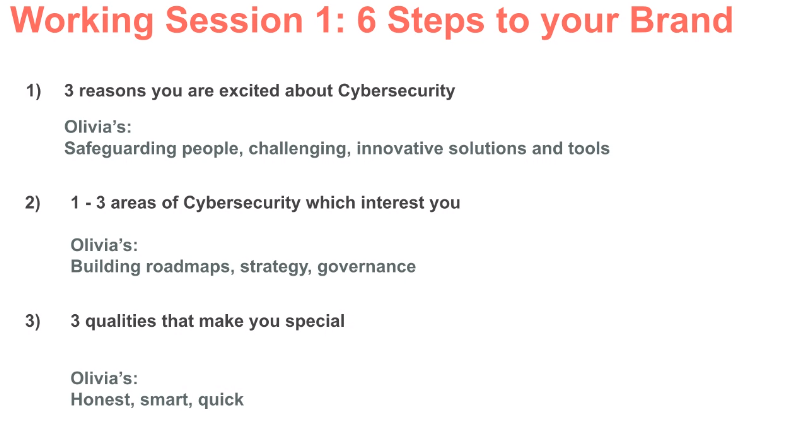 Working Session 1: 6 Steps to your Brand
1) 3 reasons you are excited about Cybersecurity
Olivia’s:
Safeguarding people, challenging, innovative solutions and tools
2) 1 - 3 areas of Cybersecurity which interest you
Olivia’s:
Building roadmaps, strategy, governance
3) 3 qualities that make you special
Olivia’s:
Honest, smart, quick